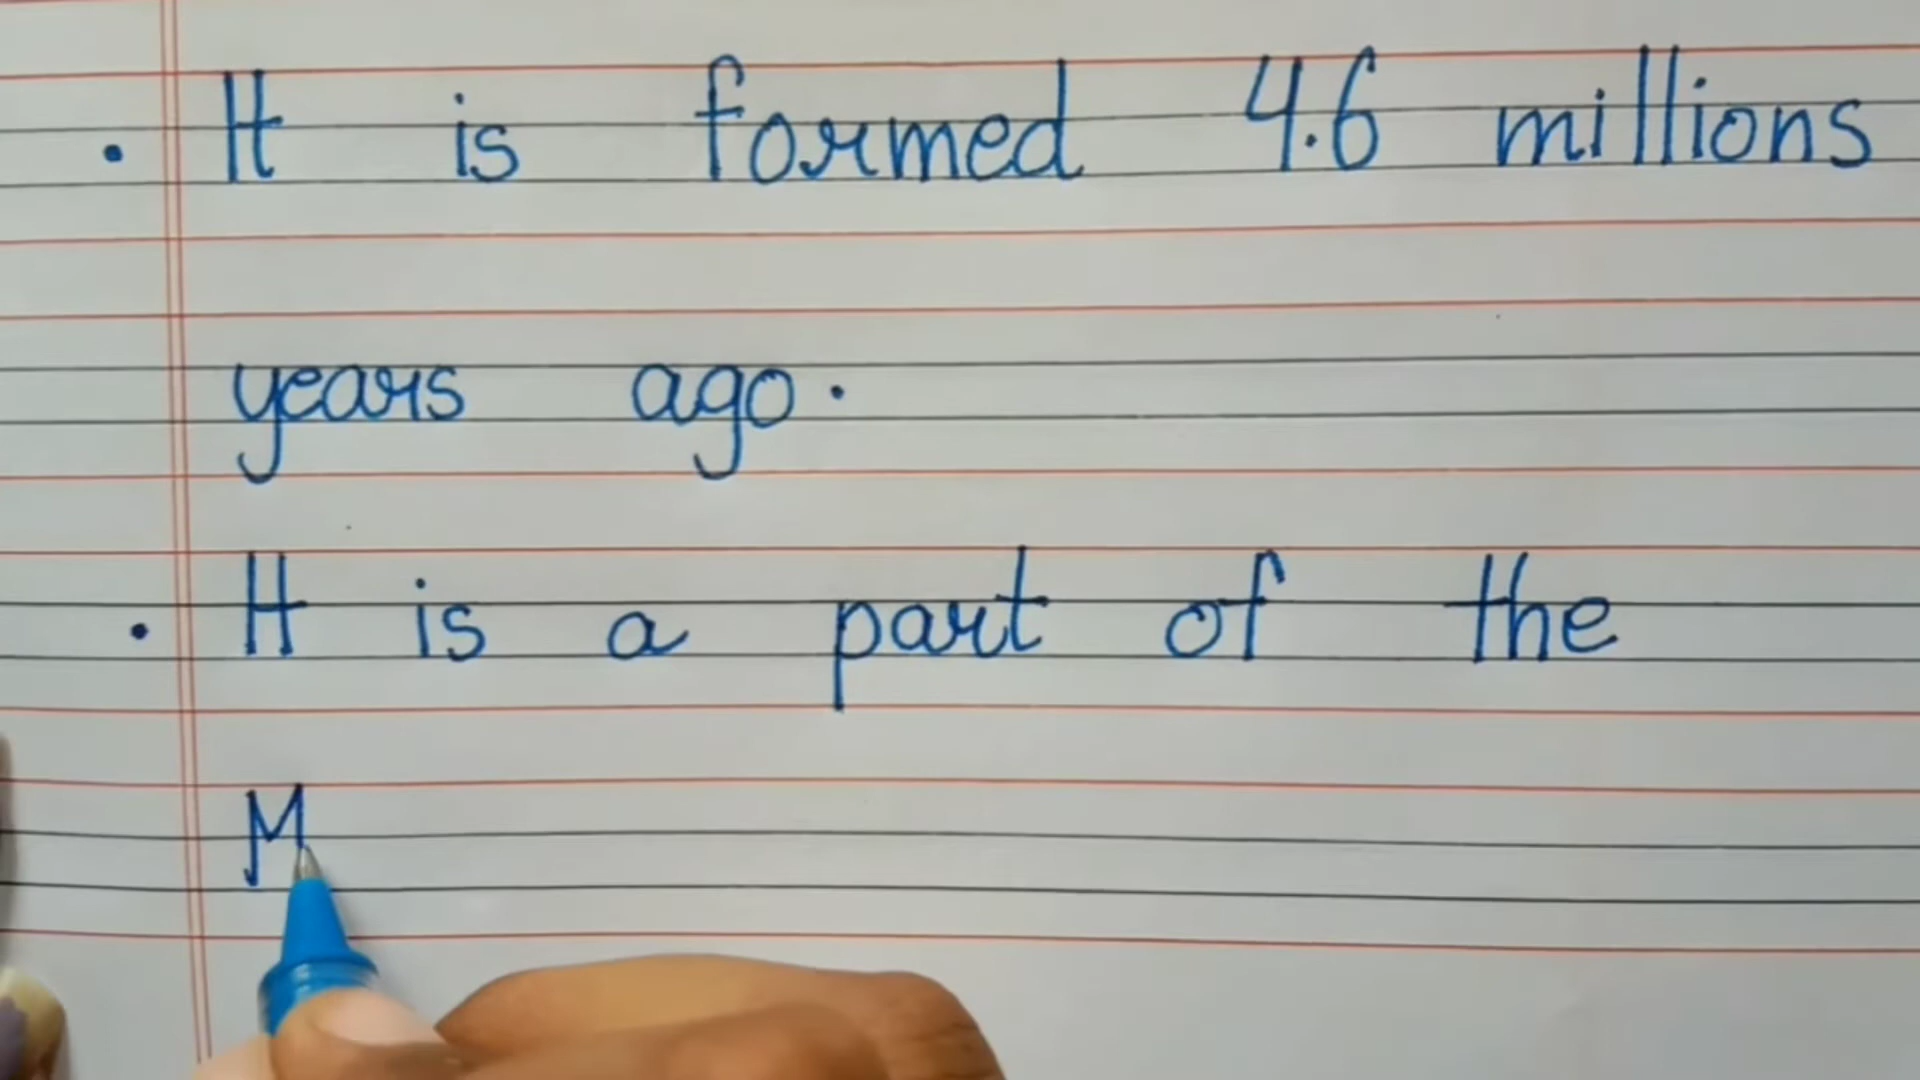 • It is formed 4.6 millions
years ago.
• It is a part of the
M